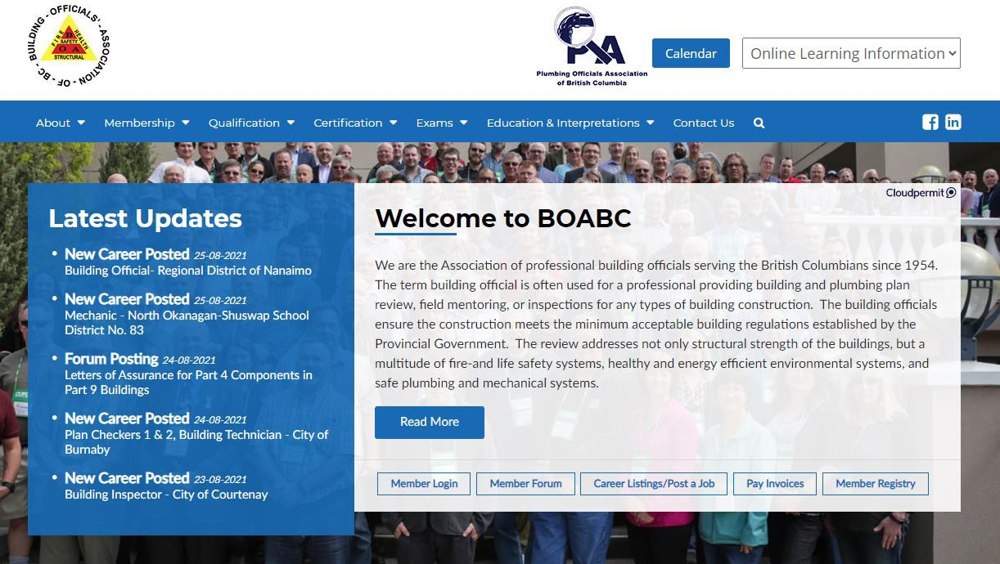 BUILDING - OFFICIALS' - ASSOCIATION - OF - BC -
FIRE HEALTH
B
SAFETY
O A
STRUCTURAL
Plumbing Officials Association
of British Columbia
Calendar
Online Learning Information
About
Membership
Qualification
Certification
Exams
Education & Interpretations
Contact Us
Cloudpermit
Latest Updates
New Career Posted 25-08-2021
Building Official- Regional District of Nanaimo
New Career Posted 25-08-2021
Mechanic - North Okanagan-Shuswap School
District No. 83
Forum Posting 24-08-2021
Letters of Assurance for Part 4 Components in
Part 9 Buildings
New Career Posted 24-08-2021
Plan Checkers 1 & 2, Building Technician - City of
Burnaby
New Career Posted 23-08-2021
Building Inspector - City of Courtenay
Welcome to BOABC
We are the Association of professional building officials serving the British Columbians since 1954.
The term building official is often used for a professional providing building and plumbing plan
review, field mentoring, or inspections for any types of building construction.  The building officials
ensure the construction meets the minimum acceptable building regulations established by the
Provincial Government.  The review addresses not only structural strength of the buildings, but a
multitude of fire-and life safety systems, healthy and energy efficient environmental systems, and
safe plumbing and mechanical systems.
Read More
Member Login
Member Forum
Career Listings/Post a Job
Pay Invoices
Member Registry